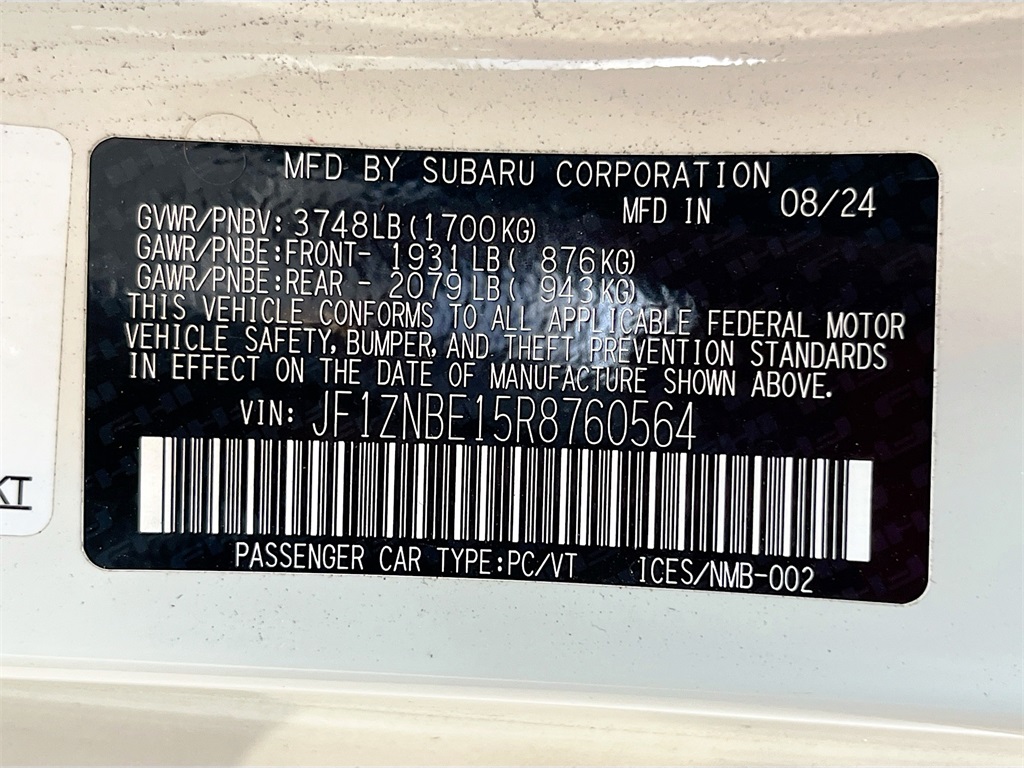 MFD BY SUBARU CORPORATION
MFD IN 08/24
GVWR/PNBV: 3748LB(1700KG)
GAWR/PNBE:FRONT- 1931LB( 876KG)
GAWR/PNBE:REAR - 2079LB( 943KG)
THIS VEHICLE CONFORMS TO ALL APPLICABLE FEDERAL MOTOR
VEHICLE SAFETY, BUMPER, AND THEFT PREVENTION STANDARDS
IN EFFECT ON THE DATE OF MANUFACTURE SHOWN ABOVE.
VIN: JF1ZNBE15R8760564
PASSENGER CAR TYPE:PC/VT ICES/NMB-002